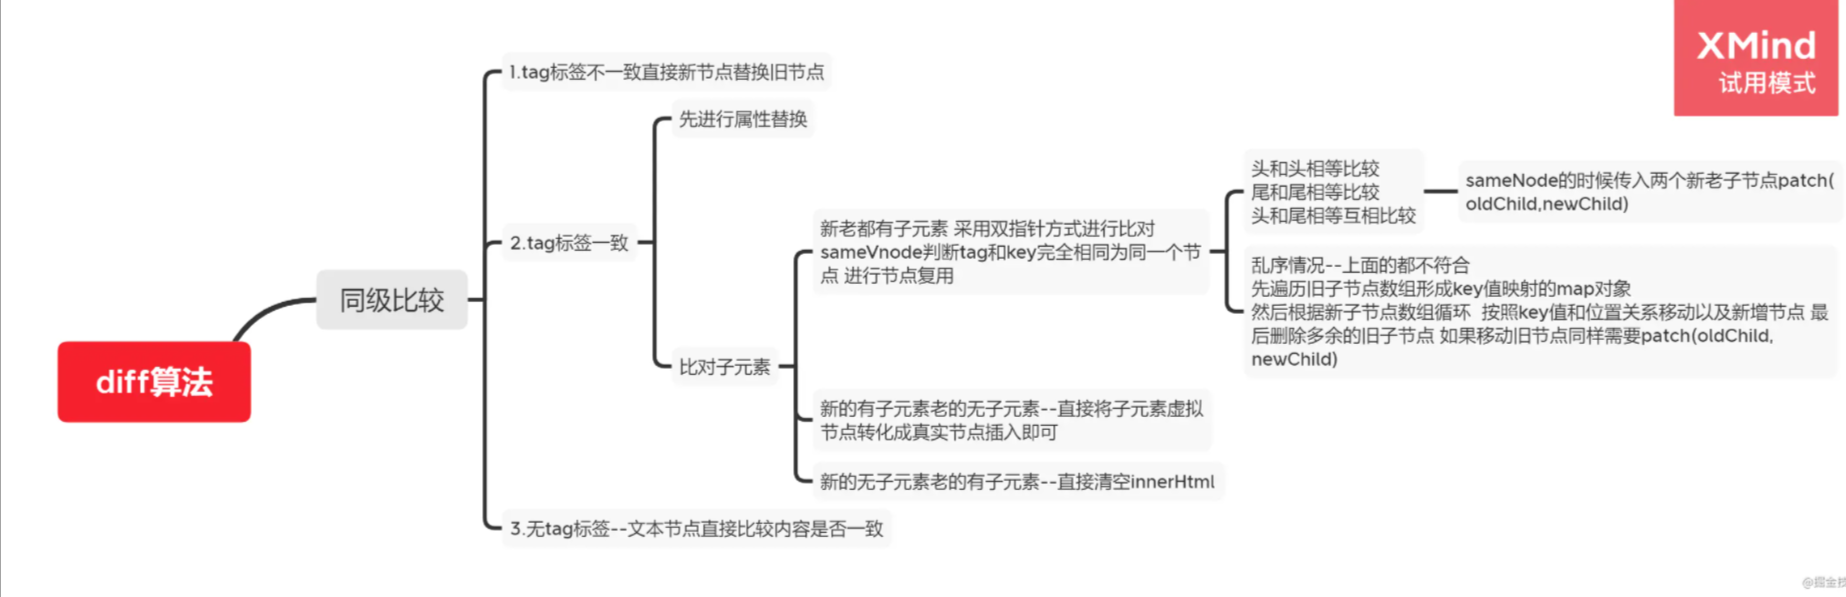 XMind
试用模式
diff算法
同级比较
1.tag标签不一致直接新节点替换旧节点
2.tag标签一致
先进行属性替换
比对子元素
新老都有子元素 采用双指针方式进行比对
sameVnode判断tag和key完全相同为同一个节
点 进行节点复用
头和头相等比较
尾和尾相等比较
头和尾相等互相比较
sameNode的时候传入两个新老子节点patch(
oldChild,newChild)
乱序情况--上面的都不符合
先遍历旧子节点数组形成key值映射的map对象
然后根据新子节点数组循环 按照key值和位置关系移动以及新增节点 最
后删除多余的旧子节点 如果移动旧节点同样需要patch(oldChild,
newChild)
新的有子元素老的无子元素--直接将子元素虚拟
节点转化成真实节点插入即可
新的无子元素老的有子元素--直接清空innerHtml
3.无tag标签--文本节点直接比较内容是否一致
@掘金技